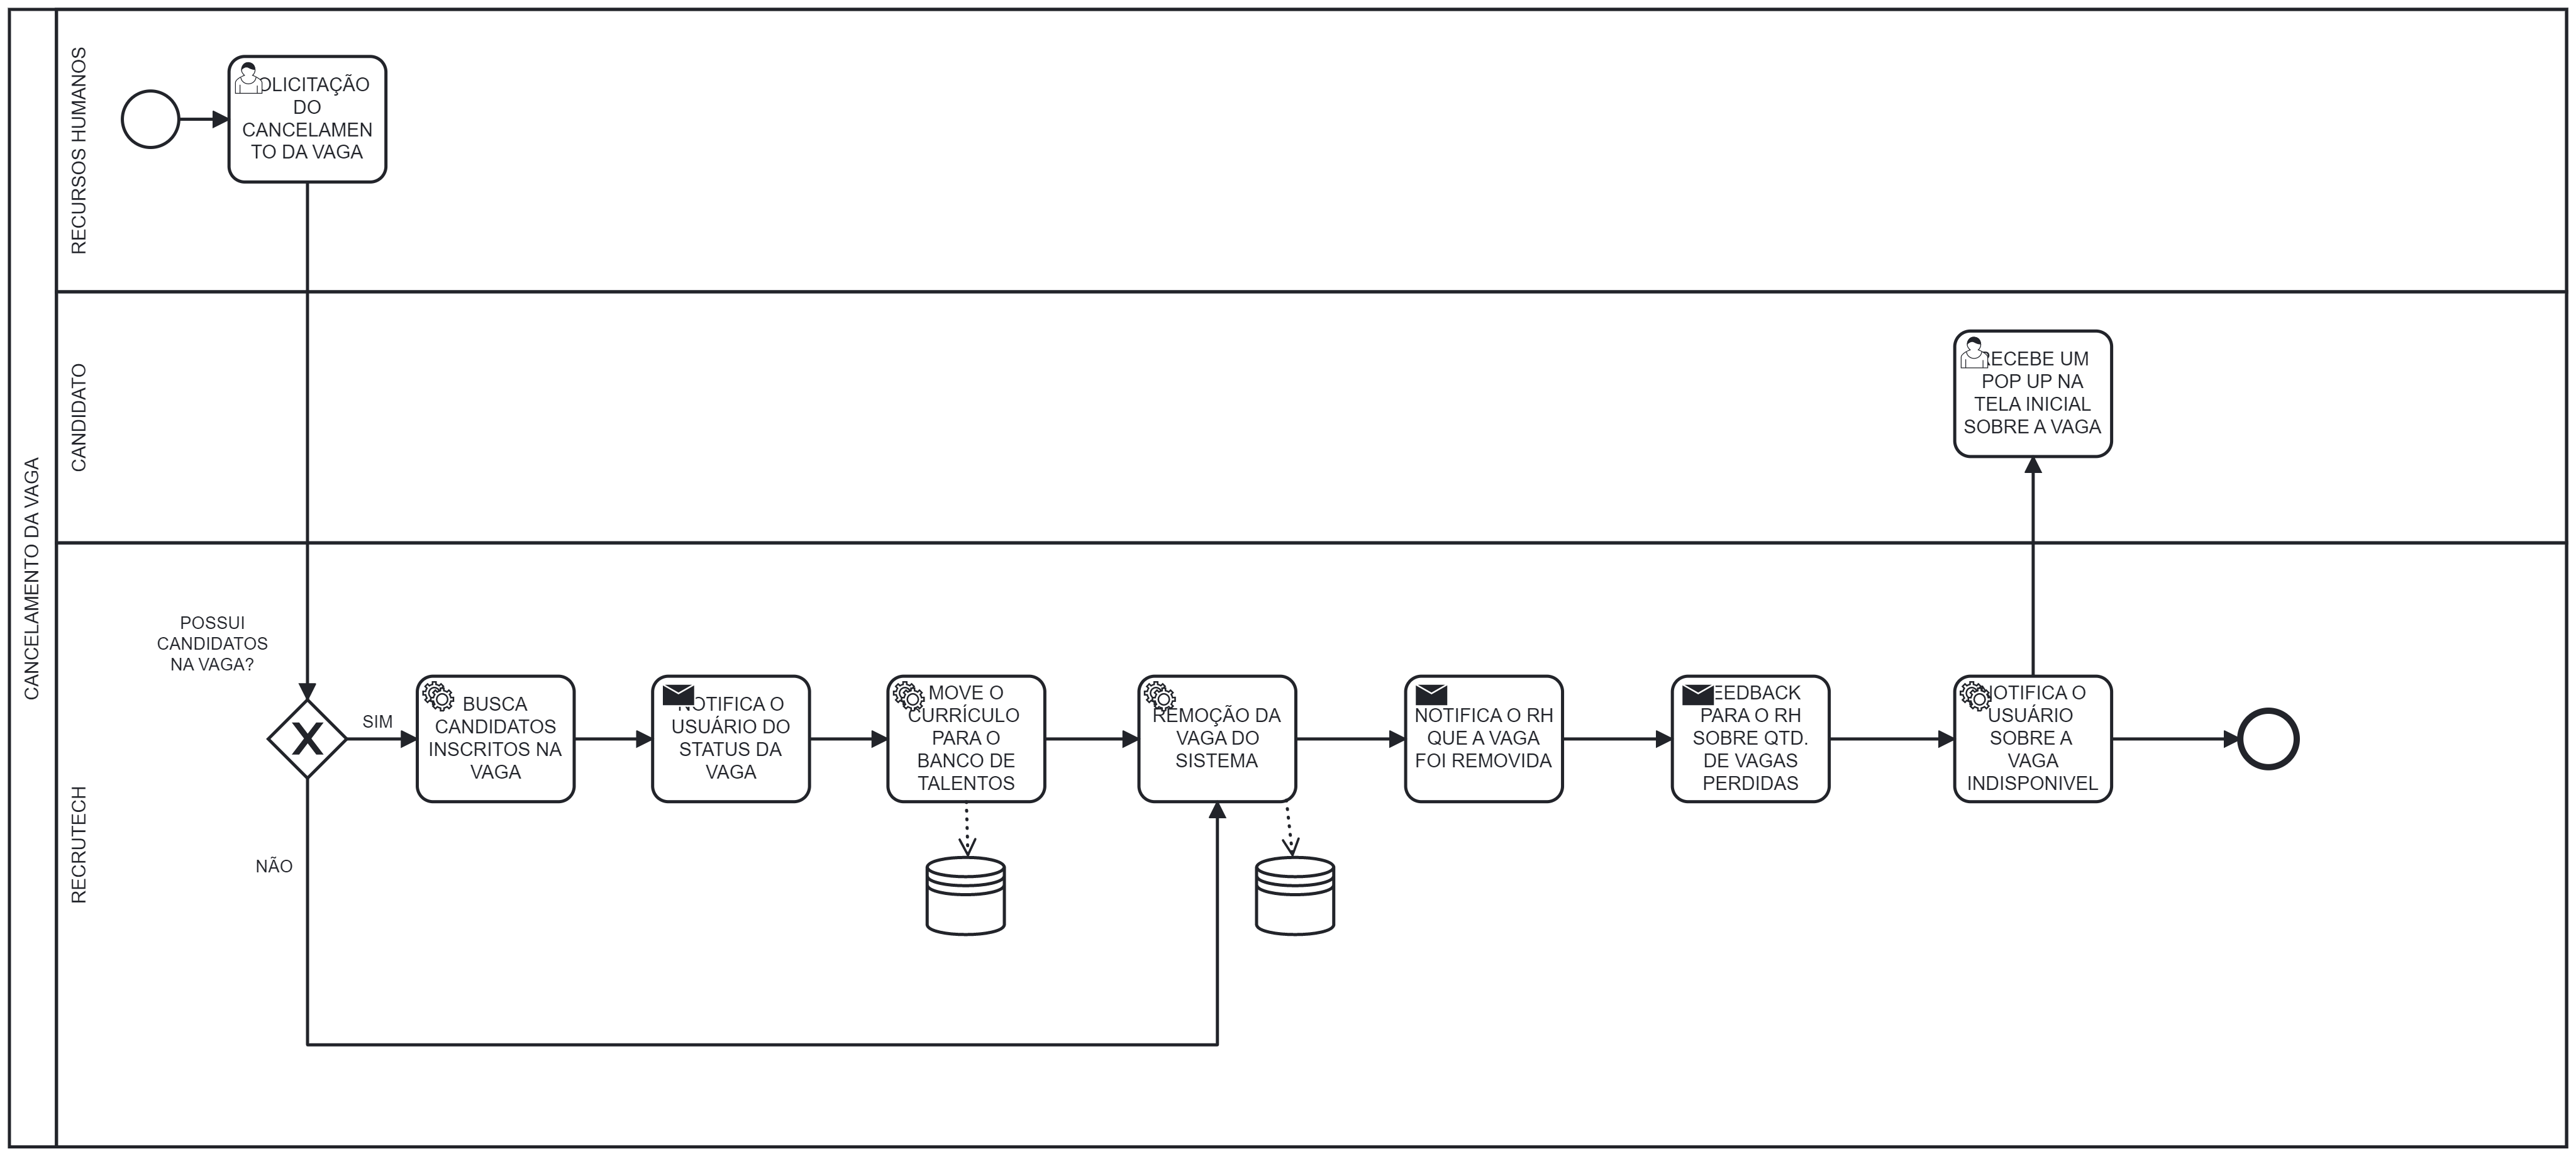 CANCELAMENTO DA VAGA
RECURSOS HUMANOS
OLICITAÇÃO
DO
CANCELAMEN
TO DA VAGA
CANDIDATO
ECEBE UM
POP UP NA
TELA INICIAL
SOBRE A VAGA
RECRUTECH
POSSUI
CANDIDATOS
NA VAGA?
SIM
NÃO
BUSCA
CANDIDATOS
INSCRITOS NA
VAGA
NOTIFICA O
USUÁRIO DO
STATUS DA
VAGA
MOVE O
CURRÍCULO
PARA O
BANCO DE
TALENTOS
REMOÇÃO DA
VAGA DO
SISTEMA
NOTIFICA O RH
QUE A VAGA
FOI REMOVIDA
EEDBACK
PARA O RH
SOBRE QTD.
DE VAGAS
PERDIDAS
NOTIFICA O
USUÁRIO
SOBRE A
VAGA
INDISPONIVEL